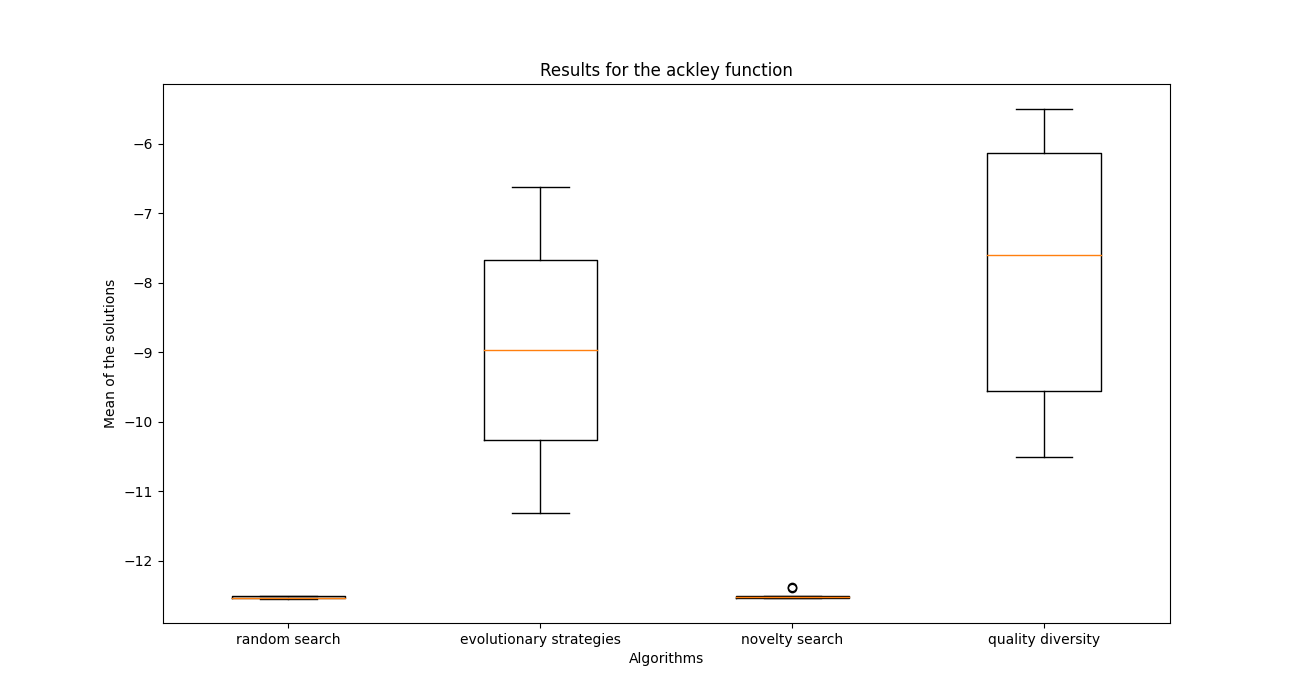 Results for the ackley function
−6
−7
−8
−9
−10
−11
−12
Mean of the solutions
random search
evolutionary strategies
novelty search
quality diversity
Algorithms